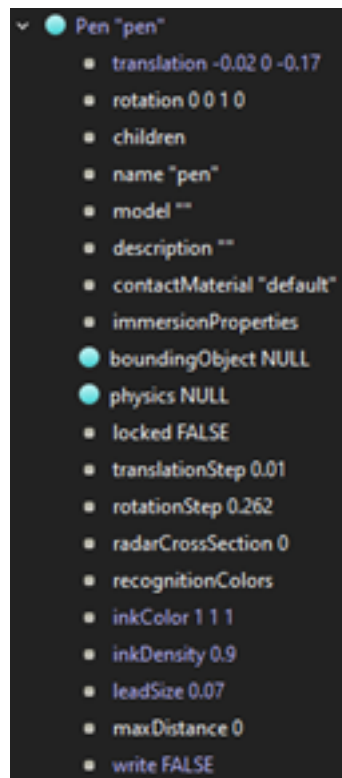 Pen "pen"
translation -0.02 0 -0.17
rotation 0 0 1 0
children
name "pen"
model ""
description ""
contactMaterial "default"
immersionProperties
boundingObject NULL
physics NULL
locked FALSE
translationStep 0.01
rotationStep 0.262
radarCrossSection 0
recognitionColors
inkColor 1 1 1
inkDensity 0.9
leadSize 0.07
maxDistance 0
write FALSE